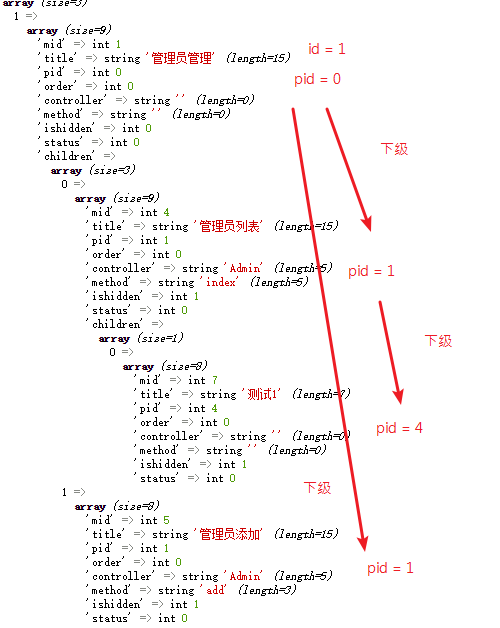 array (size=3)
1 =>
array (size=9)
'mid' => int 1
'title' => string '管理员管理' (length=15)
'pid' => int 0
'order' => int 0
'controller' => string '' (length=0)
'method' => string '' (length=0)
'ishidden' => int 0
'status' => int 0
'children' =>
array (size=3)
0 =>
array (size=9)
'mid' => int 4
'title' => string '管理员列表' (length=15)
'pid' => int 1
'order' => int 0
'controller' => string 'Admin' (length=5)
'method' => string 'index' (length=5)
'ishidden' => int 1
'status' => int 0
'children' =>
array (size=1)
0 =>
array (size=8)
'mid' => int 7
'title' => string '测试1' (length=7)
'pid' => int 4
'order' => int 0
'controller' => string '' (length=0)
'method' => string '' (length=0)
'ishidden' => int 1
'status' => int 0
1 =>
array (size=8)
'mid' => int 5
'title' => string '管理员添加' (length=15)
'pid' => int 1
'order' => int 0
'controller' => string 'Admin' (length=5)
'method' => string 'add' (length=3)
'ishidden' => int 1
'status' => int 0
id = 1
pid = 0
下级
pid = 1
下级
pid = 4
下级
pid = 1